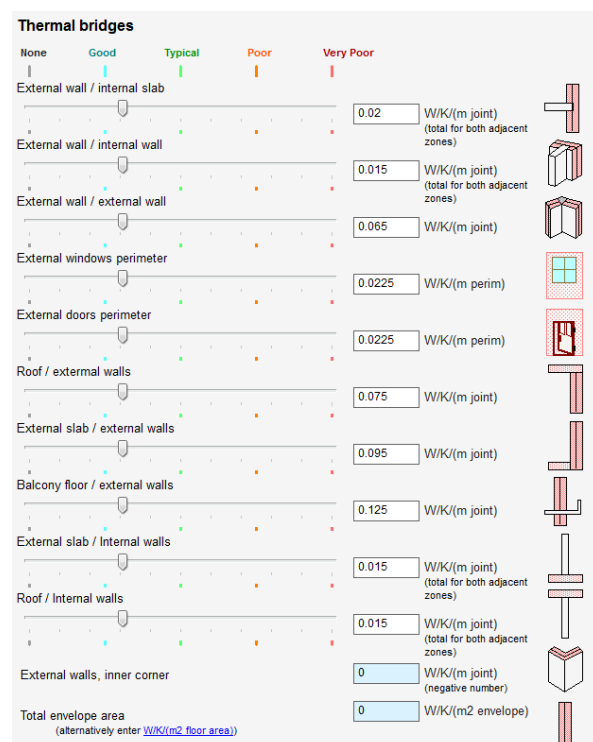 Thermal bridges
None Good Typical Poor Very Poor
External wall / internal slab
0.02 W/K/(m joint)
(total for both adjacent
zones)
External wall / internal wall
0.015 W/K/(m joint)
(total for both adjacent
zones)
External wall / external wall
0.065 W/K/(m joint)
External windows perimeter
0.0225 W/K/(m perim)
External doors perimeter
0.0225 W/K/(m perim)
Roof / extermal walls
0.075 W/K/(m joint)
External slab / external walls
0.095 W/K/(m joint)
Balcony floor / external walls
0.125 W/K/(m joint)
External slab / Internal walls
0.015 W/K/(m joint)
(total for both adjacent
zones)
Roof / Internal walls
0.015 W/K/(m joint)
(total for both adjacent
zones)
External walls, inner corner
0 W/K/(m joint)
(negative number)
Total envelope area
0 W/K/(m2 envelope)
(alternatively enter W/K/(m2 floor area))